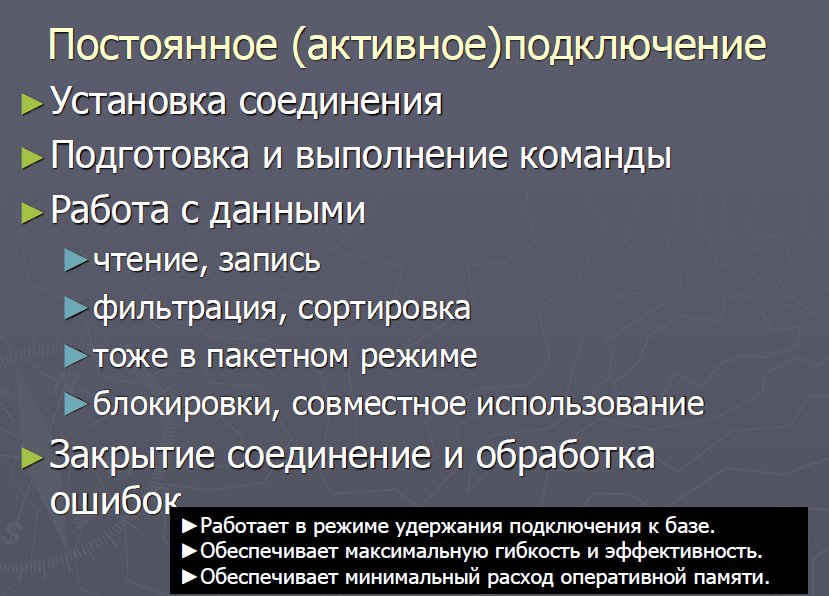 Постоянное (активное)подключение
►Установка соединения
►Подготовка и выполнение команды
►Работа с данными
►чтение, запись
►фильтрация, сортировка
►тоже в пакетном режиме
►блокировки, совместное использование
►Закрытие соединение и обработка
ошибок
►Работает в режиме удержания подключения к базе.
►Обеспечивает максимальную гибкость и эффективность.
►Обеспечивает минимальный расход оперативной памяти.